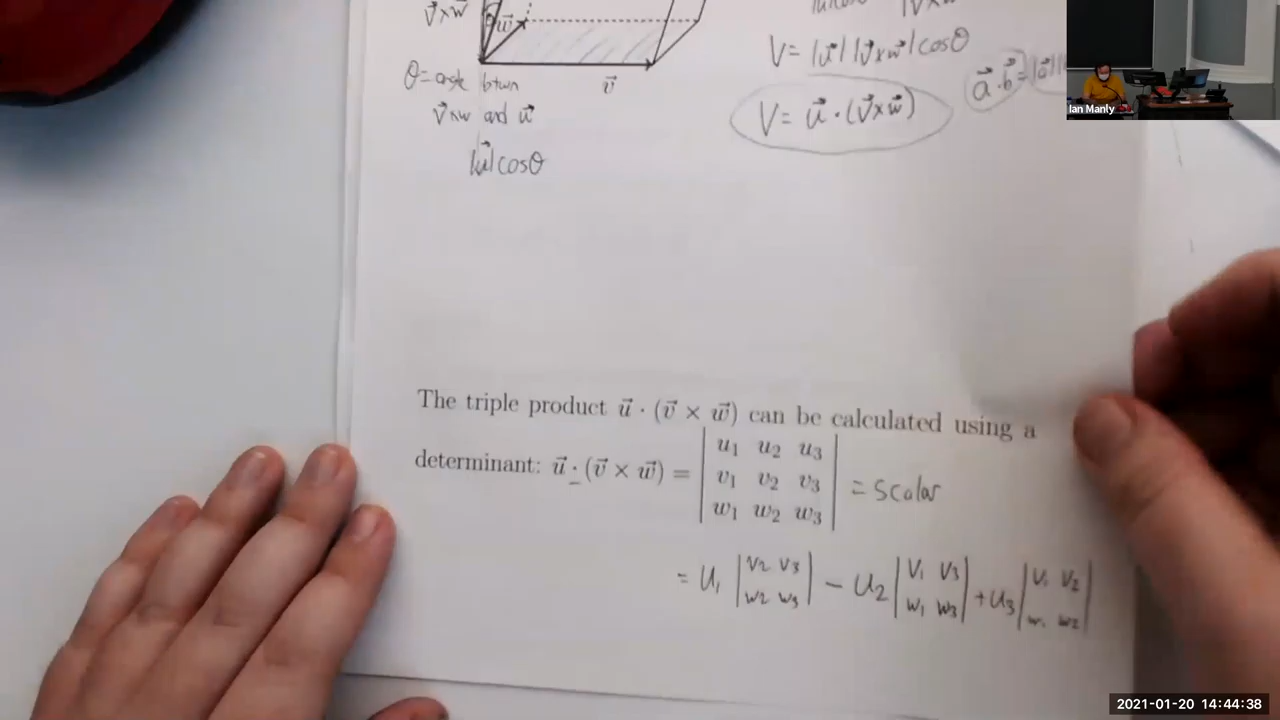 v⃗×w⃗
θ w⃗
θ = angle btwn
v⃗
v⃗×w and u⃗
|u⃗|cosθ
V = |u⃗| |v⃗×w⃗| cosθ
V = u⃗·(v⃗×w⃗)
a⃗·b⃗ =
Ian Manly
The triple product u⃗ · (v⃗ × w⃗) can be calculated using a
determinant: u⃗ · (v⃗ × w⃗) = | u₁ u₂ u₃ |
| v₁ v₂ v₃ | = scalar
| w₁ w₂ w₃ |
= u₁ | v₂ v₃ | − u₂ | v₁ v₃ | + u₃ | v₁ v₂ |
| w₂ w₃ | | w₁ w₃ | | w₁ w₂ |
2021-01-20 14:44:38